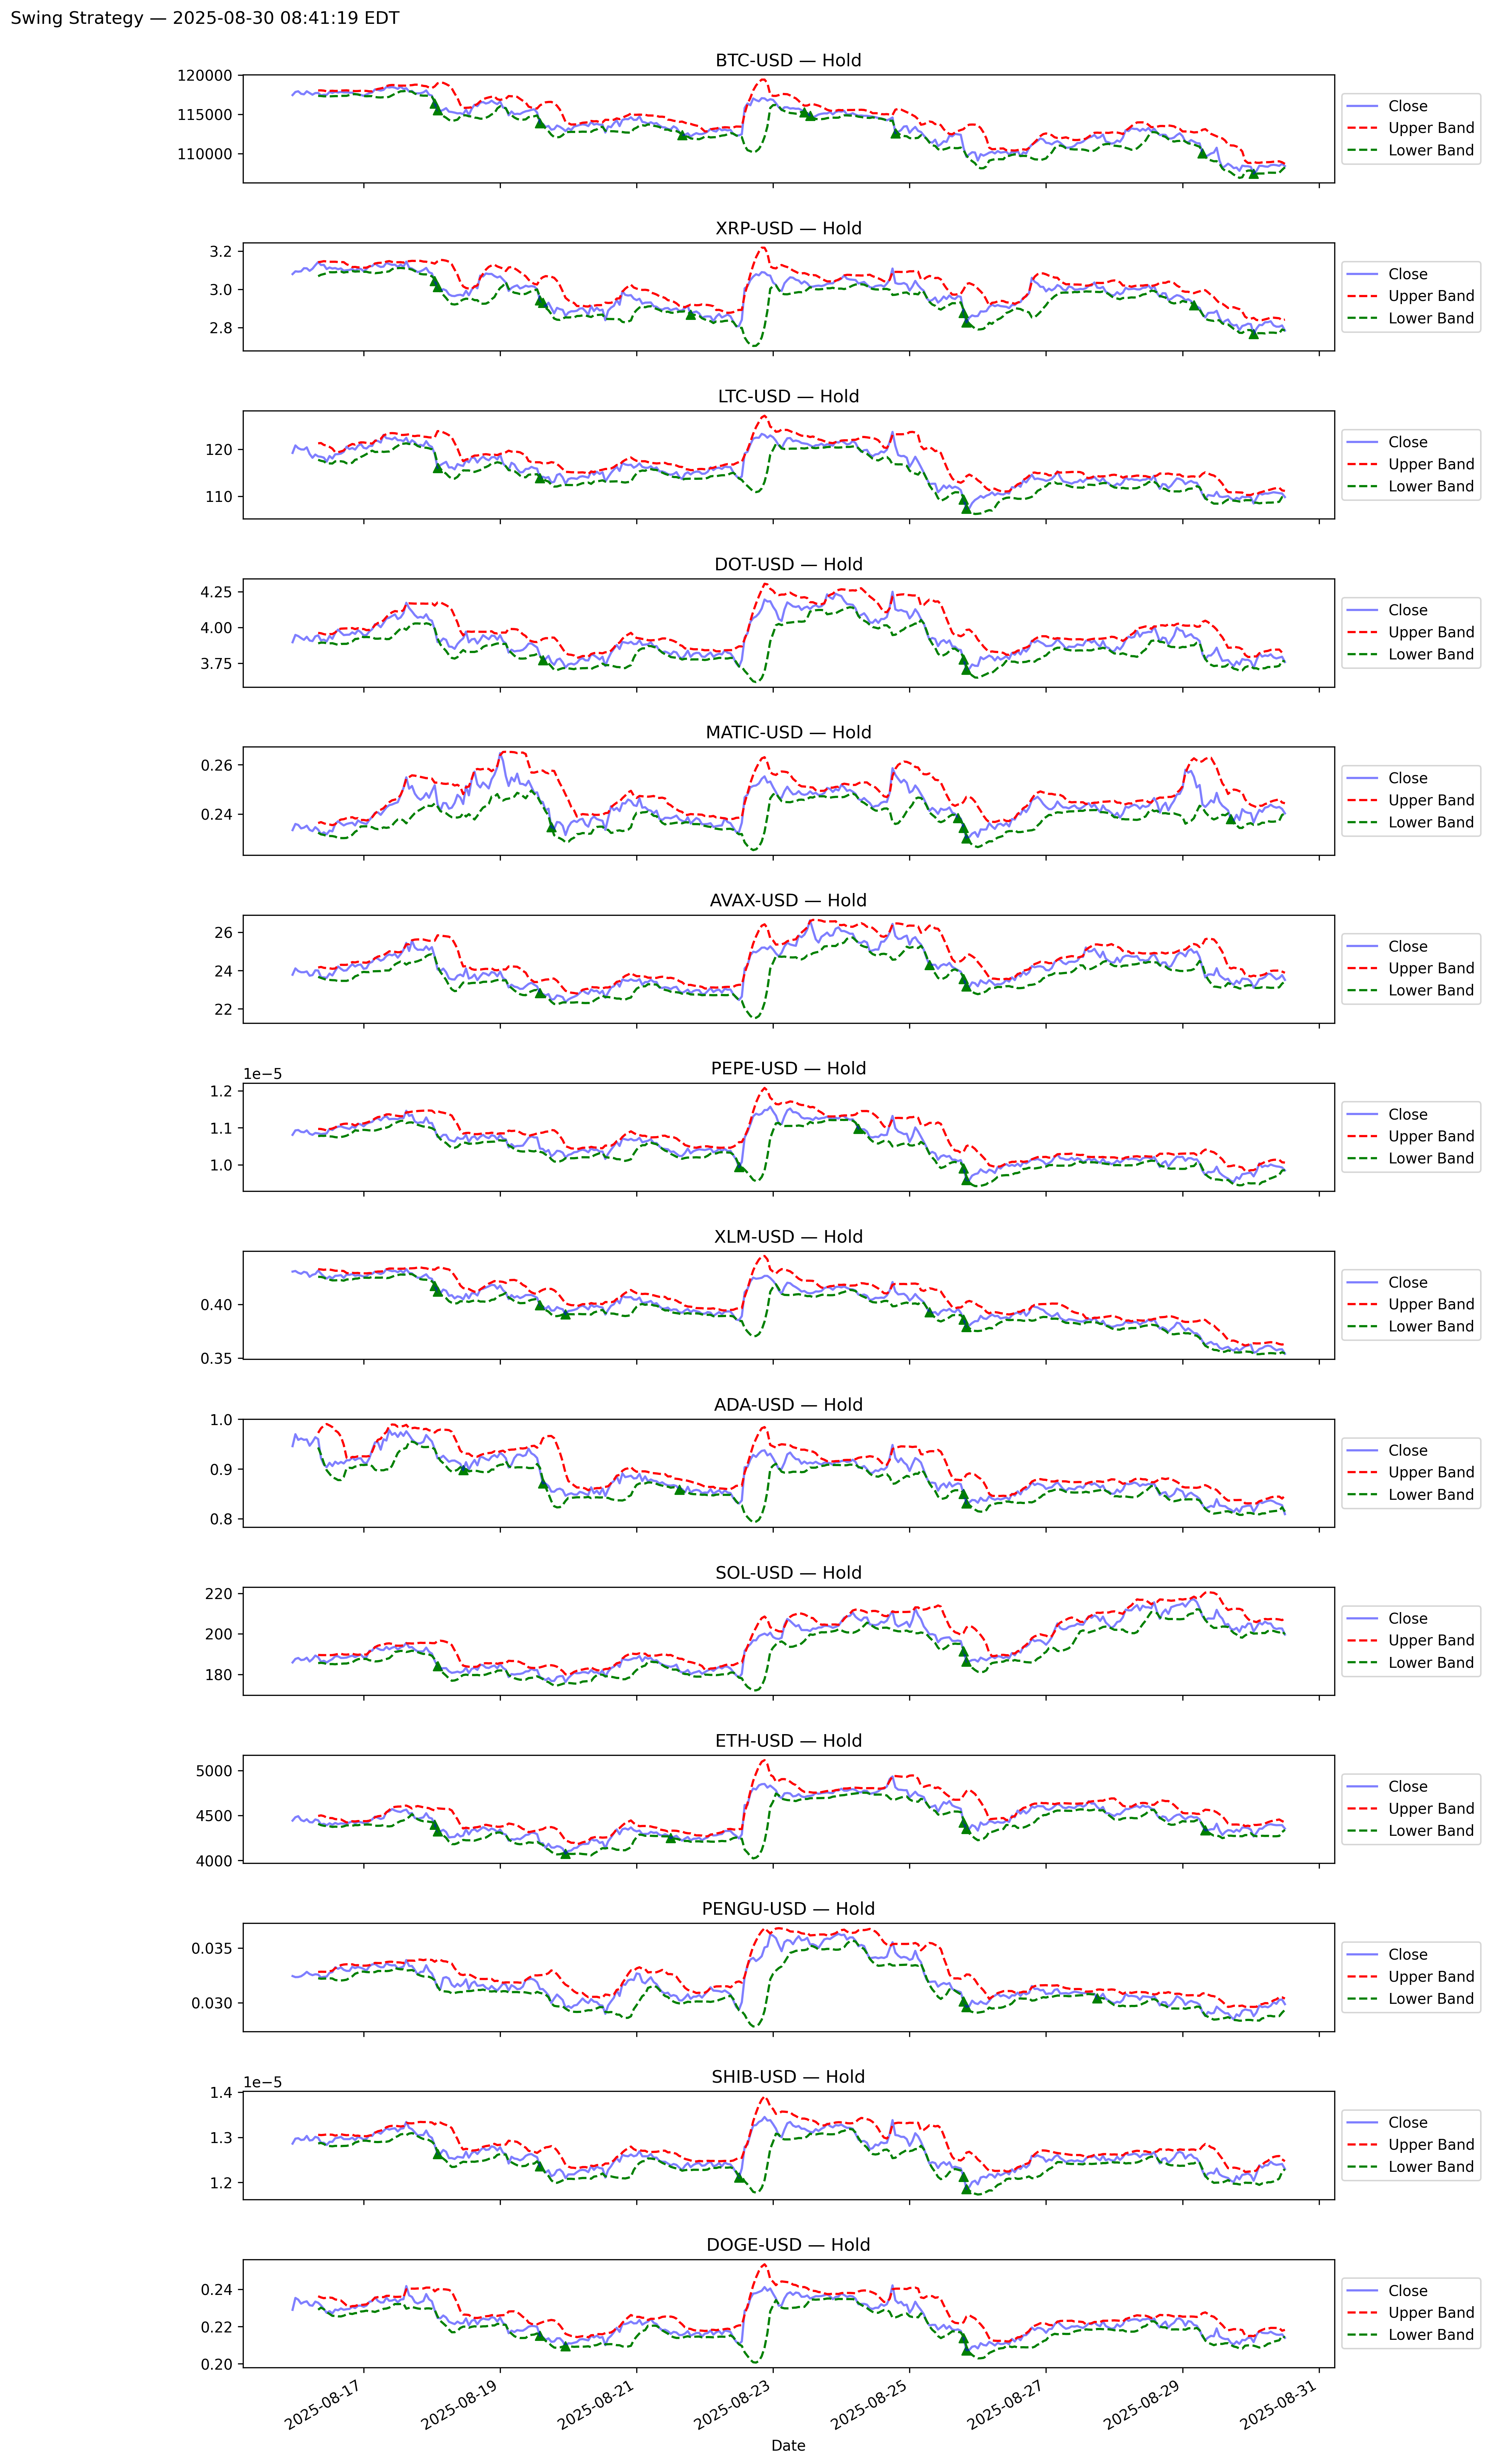 Swing Strategy — 2025-08-30 08:41:19 EDT
BTC-USD — Hold
120000
115000
110000
Close
Upper Band
Lower Band
XRP-USD — Hold
3.2
3.0
2.8
Close
Upper Band
Lower Band
LTC-USD — Hold
120
110
Close
Upper Band
Lower Band
DOT-USD — Hold
4.25
4.00
3.75
Close
Upper Band
Lower Band
MATIC-USD — Hold
0.26
0.24
Close
Upper Band
Lower Band
AVAX-USD — Hold
26
24
22
Close
Upper Band
Lower Band
PEPE-USD — Hold
1e−5
1.2
1.1
1.0
Close
Upper Band
Lower Band
XLM-USD — Hold
0.40
0.35
Close
Upper Band
Lower Band
ADA-USD — Hold
1.0
0.9
0.8
Close
Upper Band
Lower Band
SOL-USD — Hold
220
200
180
Close
Upper Band
Lower Band
ETH-USD — Hold
5000
4500
4000
Close
Upper Band
Lower Band
PENGU-USD — Hold
0.035
0.030
Close
Upper Band
Lower Band
SHIB-USD — Hold
1e−5
1.4
1.3
1.2
Close
Upper Band
Lower Band
DOGE-USD — Hold
0.24
0.22
0.20
Close
Upper Band
Lower Band
2025-08-17
2025-08-19
2025-08-21
2025-08-23
2025-08-25
2025-08-27
2025-08-29
2025-08-31
Date